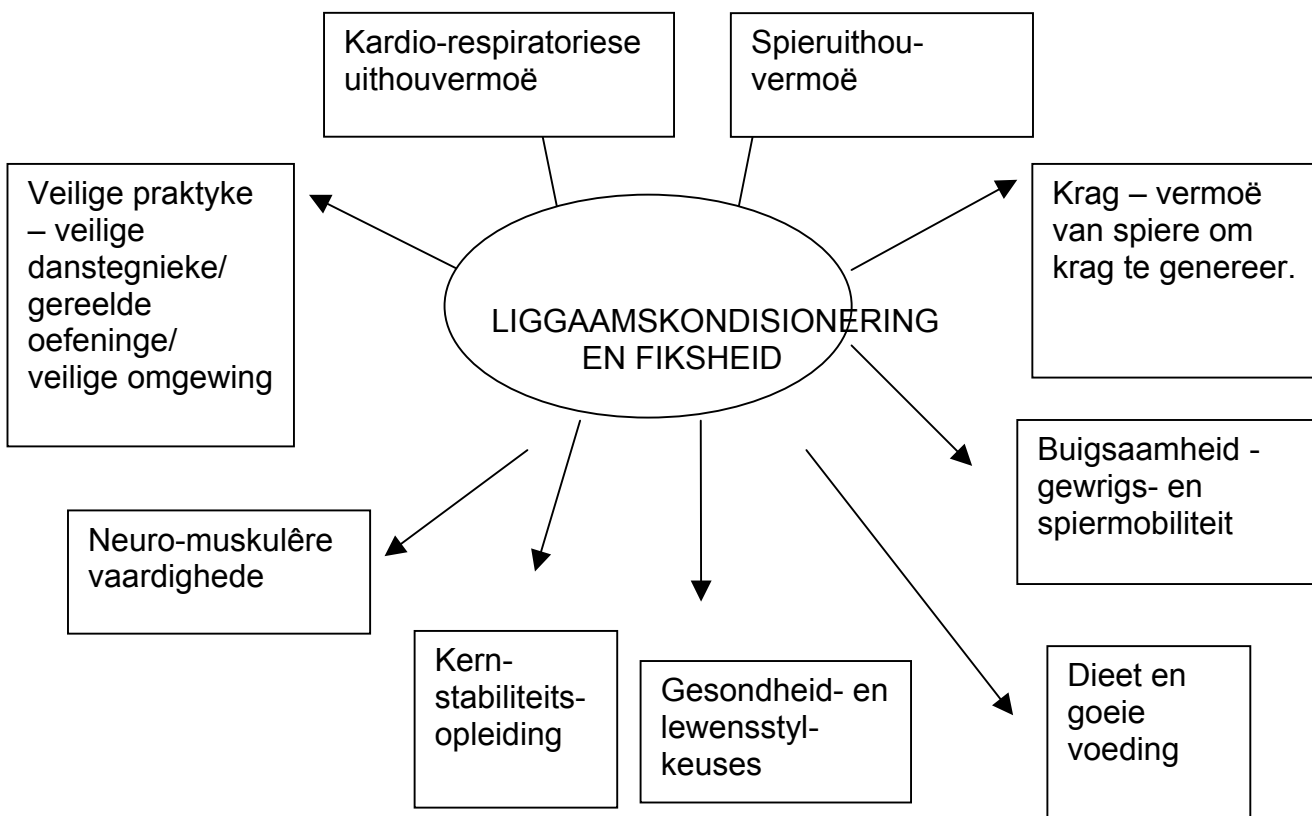 Kardio-respiratoriese
uithouvermoë
Spieruithou-
vermoë
Veilige praktyke
– veilige
danstegnieke/
gereelde
oefeninge/
veilige omgewing
Krag – vermoë
van spiere om
krag te genereer.
LIGGAAMSKONDISIONERING
EN FIKSHEID
Buigsaamheid -
gewrigs- en
spiermobiliteit
Neuro-muskulêre
vaardighede
Kern-
stabiliteits-
opleiding
Gesondheid- en
lewensstyl-
keuses
Dieet en
goeie
voeding